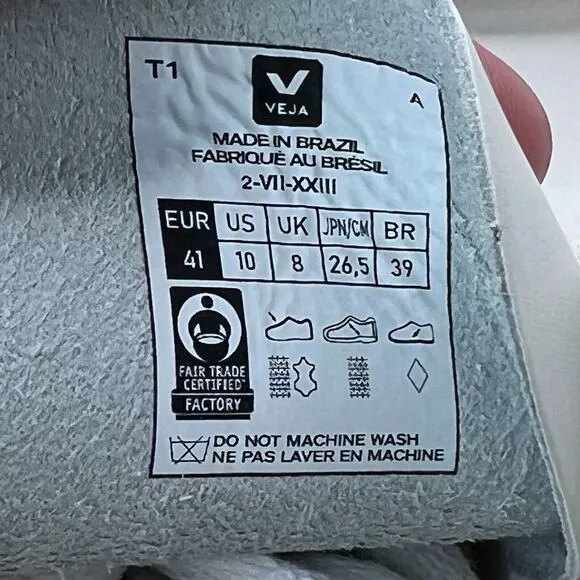 T1
V
VEJA
A
MADE IN BRAZIL
FABRIQUÉ AU BRÉSIL
2-VII-XXIII
EUR US UK JPN/CM BR
41 10 8 26,5 39
FAIR TRADE
CERTIFIED™
FACTORY
DO NOT MACHINE WASH
NE PAS LAVER EN MACHINE